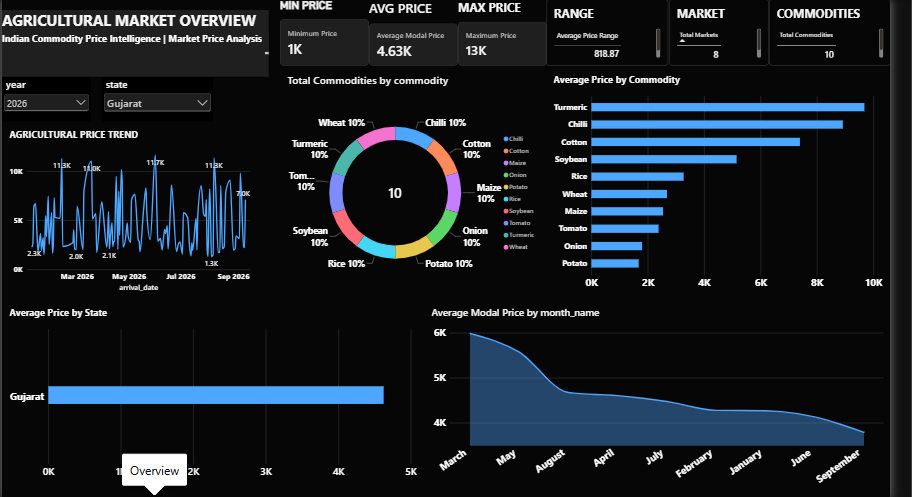 AGRICULTURAL MARKET OVERVIEW
Indian Commodity Price Intelligence | Market Price Analysis
MIN PRICE
Minimum Price
1K
AVG PRICE
Average Modal Price
4.63K
MAX PRICE
Maximum Price
13K
RANGE
Average Price Range
818.87
MARKET
Total Markets
8
COMMODITIES
Total Commodities
10
year
2026
state
Gujarat
AGRICULTURAL PRICE TREND
10K
5K
0K
11.3K
11.0K
11.7K
11.3K
7.0K
2.3K
2.0K
2.1K
1.3K
Mar 2026
May 2026
Jul 2026
Sep 2026
arrival_date
Total Commodities by commodity
Wheat 10%
Chilli 10%
Turmeric
10%
Cotton
10%
Tom...
10%
Maize
10%
10
Soybean
10%
Onion
10%
Rice 10%
Potato 10%
Chilli
Cotton
Maize
Onion
Potato
Rice
Soybean
Tomato
Turmeric
Wheat
Average Price by Commodity
Turmeric
Chilli
Cotton
Soybean
Rice
Wheat
Maize
Tomato
Onion
Potato
0K
2K
4K
6K
8K
10K
Average Price by State
Gujarat
0K
2K
3K
4K
5K
Overview
Average Modal Price by month_name
6K
5K
4K
March
May
August
April
July
February
January
June
September